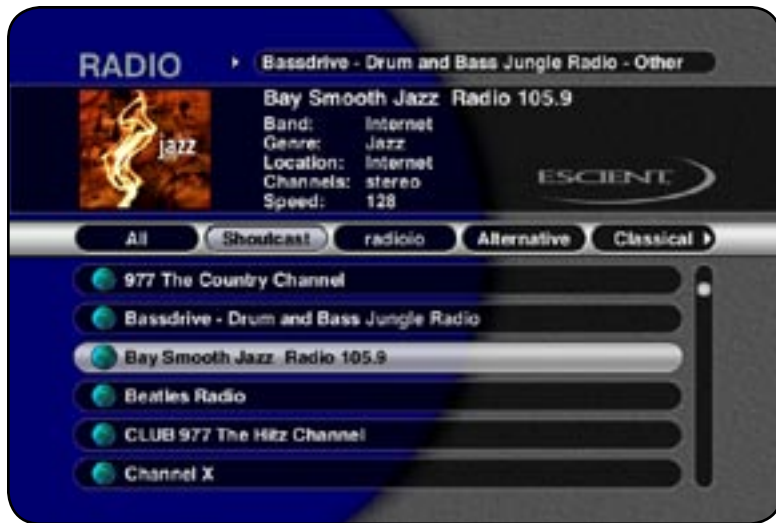 RADIO
Bassdrive - Drum and Bass Jungle Radio - Other
jazz
Bay Smooth Jazz Radio 105.9
Band: Internet
Genre: Jazz
Location: Internet
Channels: stereo
Speed: 128
ESCIENT
All Shoutcast radioio Alternative Classical
977 The Country Channel
Bassdrive - Drum and Bass Jungle Radio
Bay Smooth Jazz Radio 105.9
Beatles Radio
CLUB 977 The Hitz Channel
Channel X